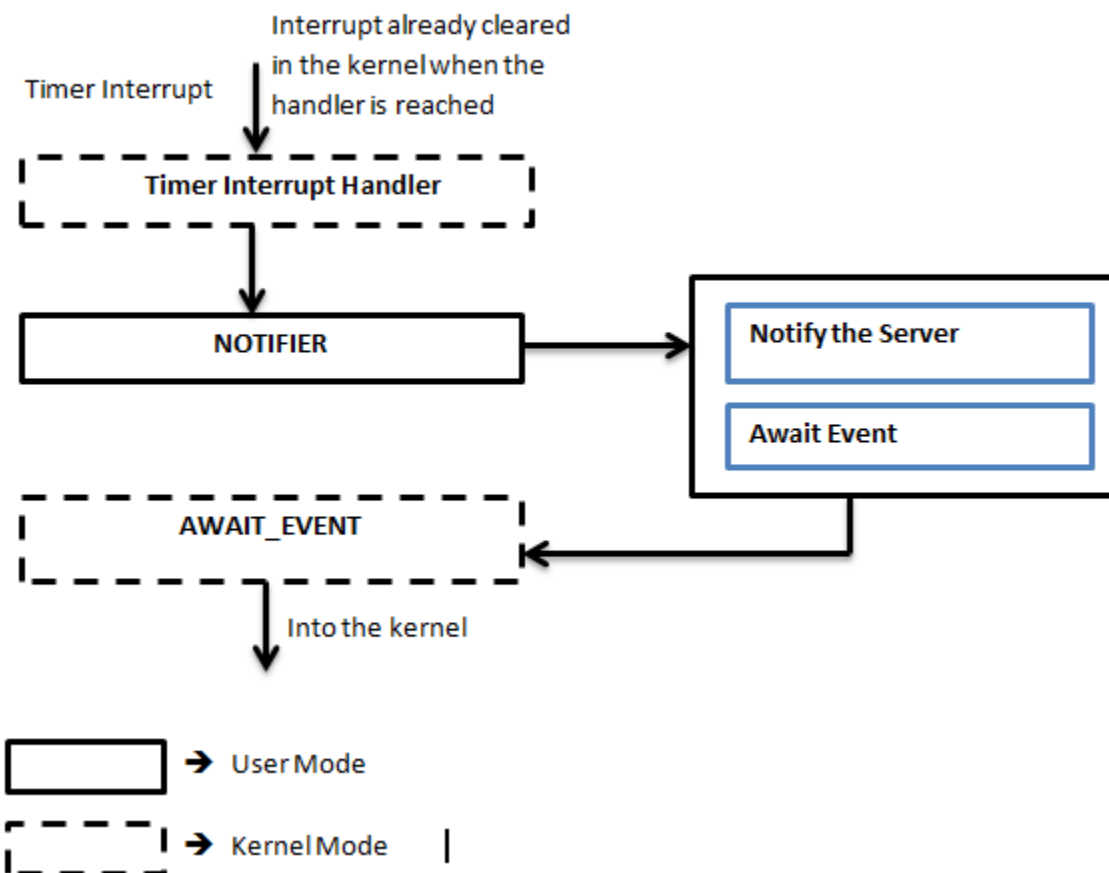 Interrupt already cleared
in the kernel when the
handler is reached
Timer Interrupt
Timer Interrupt Handler
NOTIFIER
Notify the Server
Await Event
AWAIT_EVENT
Into the kernel
➔ User Mode
➔ Kernel Mode